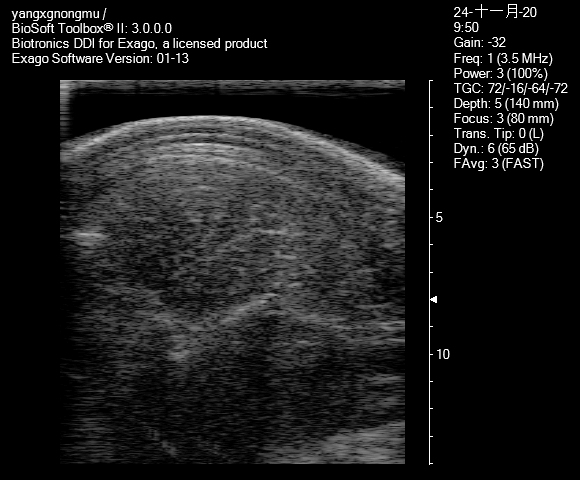 yangxgnongmu /
BioSoft Toolbox® II: 3.0.0.0
Biotronics DDI for Exago, a licensed product
Exago Software Version: 01-13
24-十一月-20
9:50
Gain: -32
Freq: 1 (3.5 MHz)
Power: 3 (100%)
TGC: 72/-16/-64/-72
Depth: 5 (140 mm)
Focus: 3 (80 mm)
Trans. Tip: 0 (L)
Dyn.: 6 (65 dB)
FAvg: 3 (FAST)
5
10